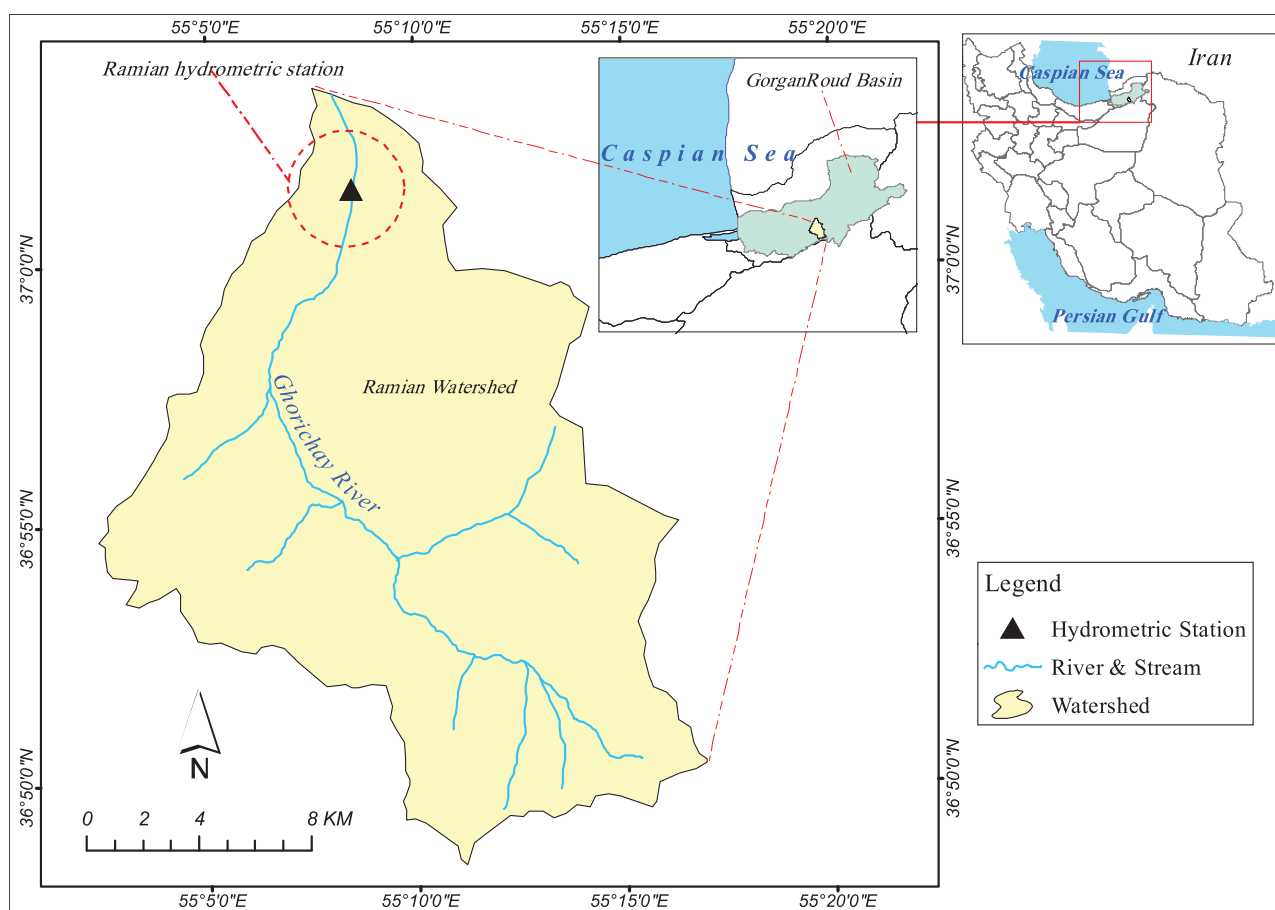 55°5'0"E
55°10'0"E
55°15'0"E
55°20'0"E
Ramian hydrometric station
GorganRoud Basin
Caspian Sea
Iran
Caspian Sea
Persian Gulf
37°0'0"N
37°0'0"N
Ramian Watershed
Ghorichay River
36°55'0"N
36°55'0"N
Legend
Hydrometric Station
River & Stream
Watershed
36°50'0"N
36°50'0"N
N
0 2 4 8 KM
55°5'0"E
55°10'0"E
55°15'0"E
55°20'0"E